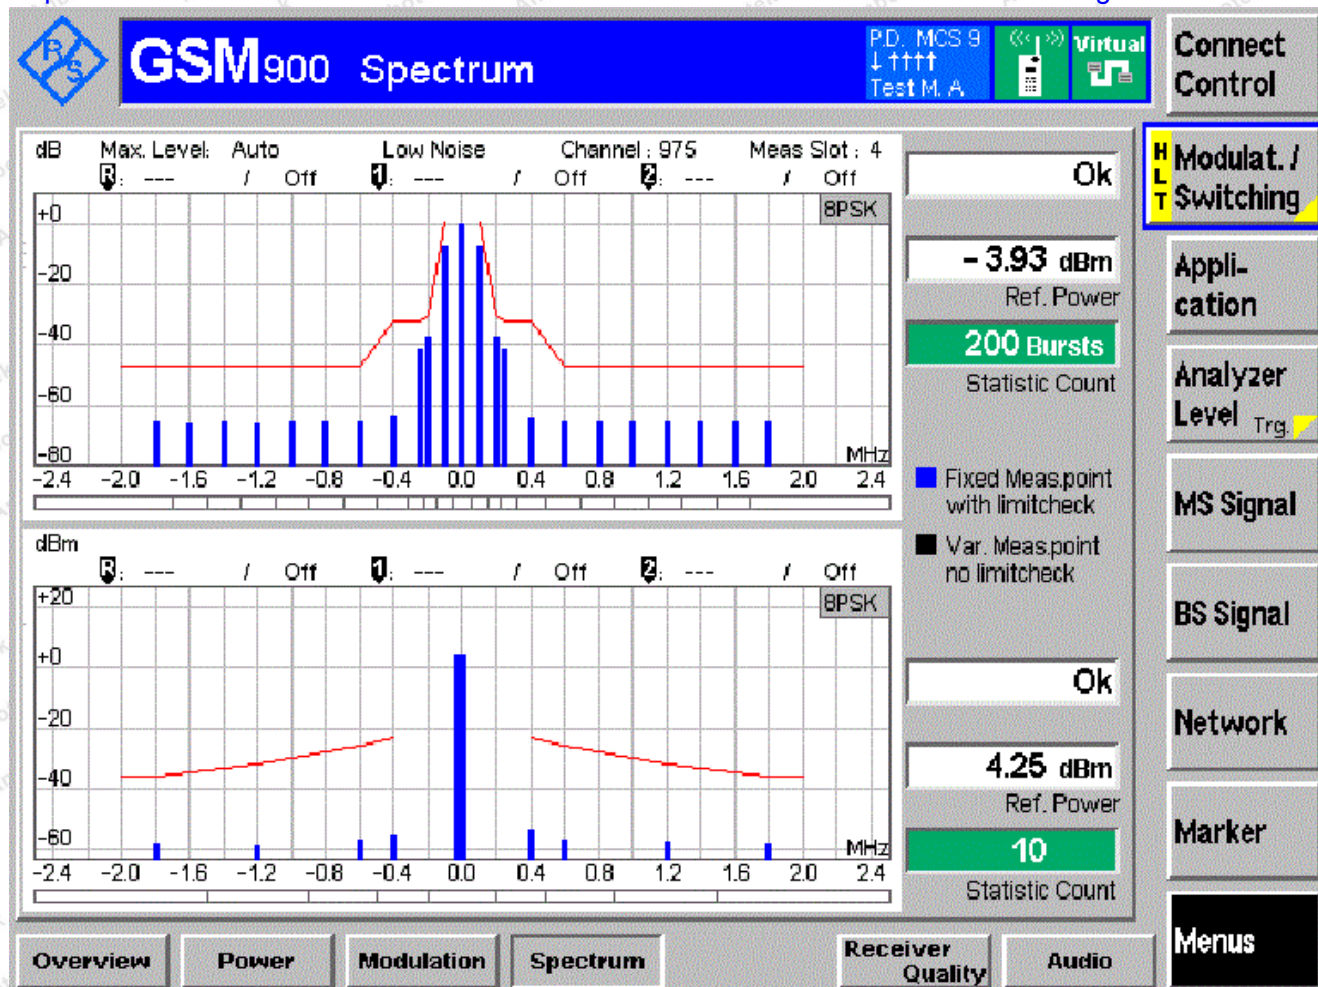 R&S
GSM900 Spectrum
P.D. MCS 9
↓↑↑↑↑
Test M. A.
Virtual
Connect
Control
dB Max. Level: Auto Low Noise Channel : 975 Meas Slot : 4
R: --- / Off 1: --- / Off 2: --- / Off
8PSK
+0
-20
-40
-60
-80
MHz
-2.4 -2.0 -1.6 -1.2 -0.8 -0.4 0.0 0.4 0.8 1.2 1.6 2.0 2.4
Ok
- 3.93 dBm
Ref. Power
200 Bursts
Statistic Count
Fixed Meas.point
with limitcheck
Var. Meas.point
no limitcheck
dBm
R: --- / Off 1: --- / Off 2: --- / Off
8PSK
+20
+0
-20
-40
-60
MHz
-2.4 -2.0 -1.6 -1.2 -0.8 -0.4 0.0 0.4 0.8 1.2 1.6 2.0 2.4
Ok
4.25 dBm
Ref. Power
10
Statistic Count
HLT
Modulat. /
Switching
Appli-
cation
Analyzer
Level Trg.
MS Signal
BS Signal
Network
Marker
Menus
Overview Power Modulation Spectrum Receiver Quality Audio